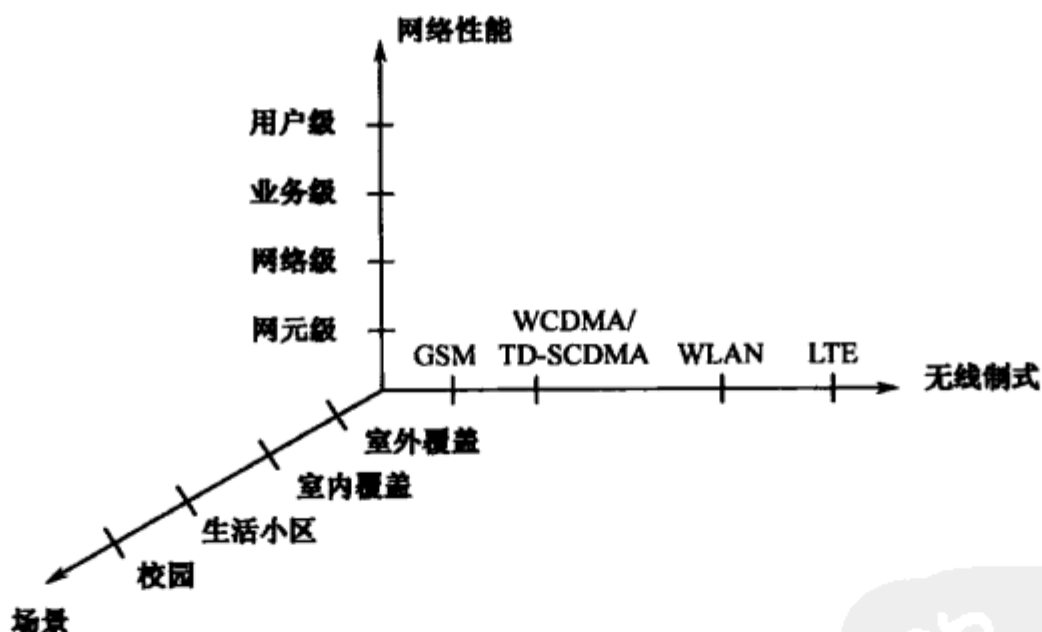 网络性能
用户级
业务级
网络级
网元级
WCDMA/
GSM TD-SCDMA WLAN LTE
无线制式
室外覆盖
室内覆盖
生活小区
校园
场景